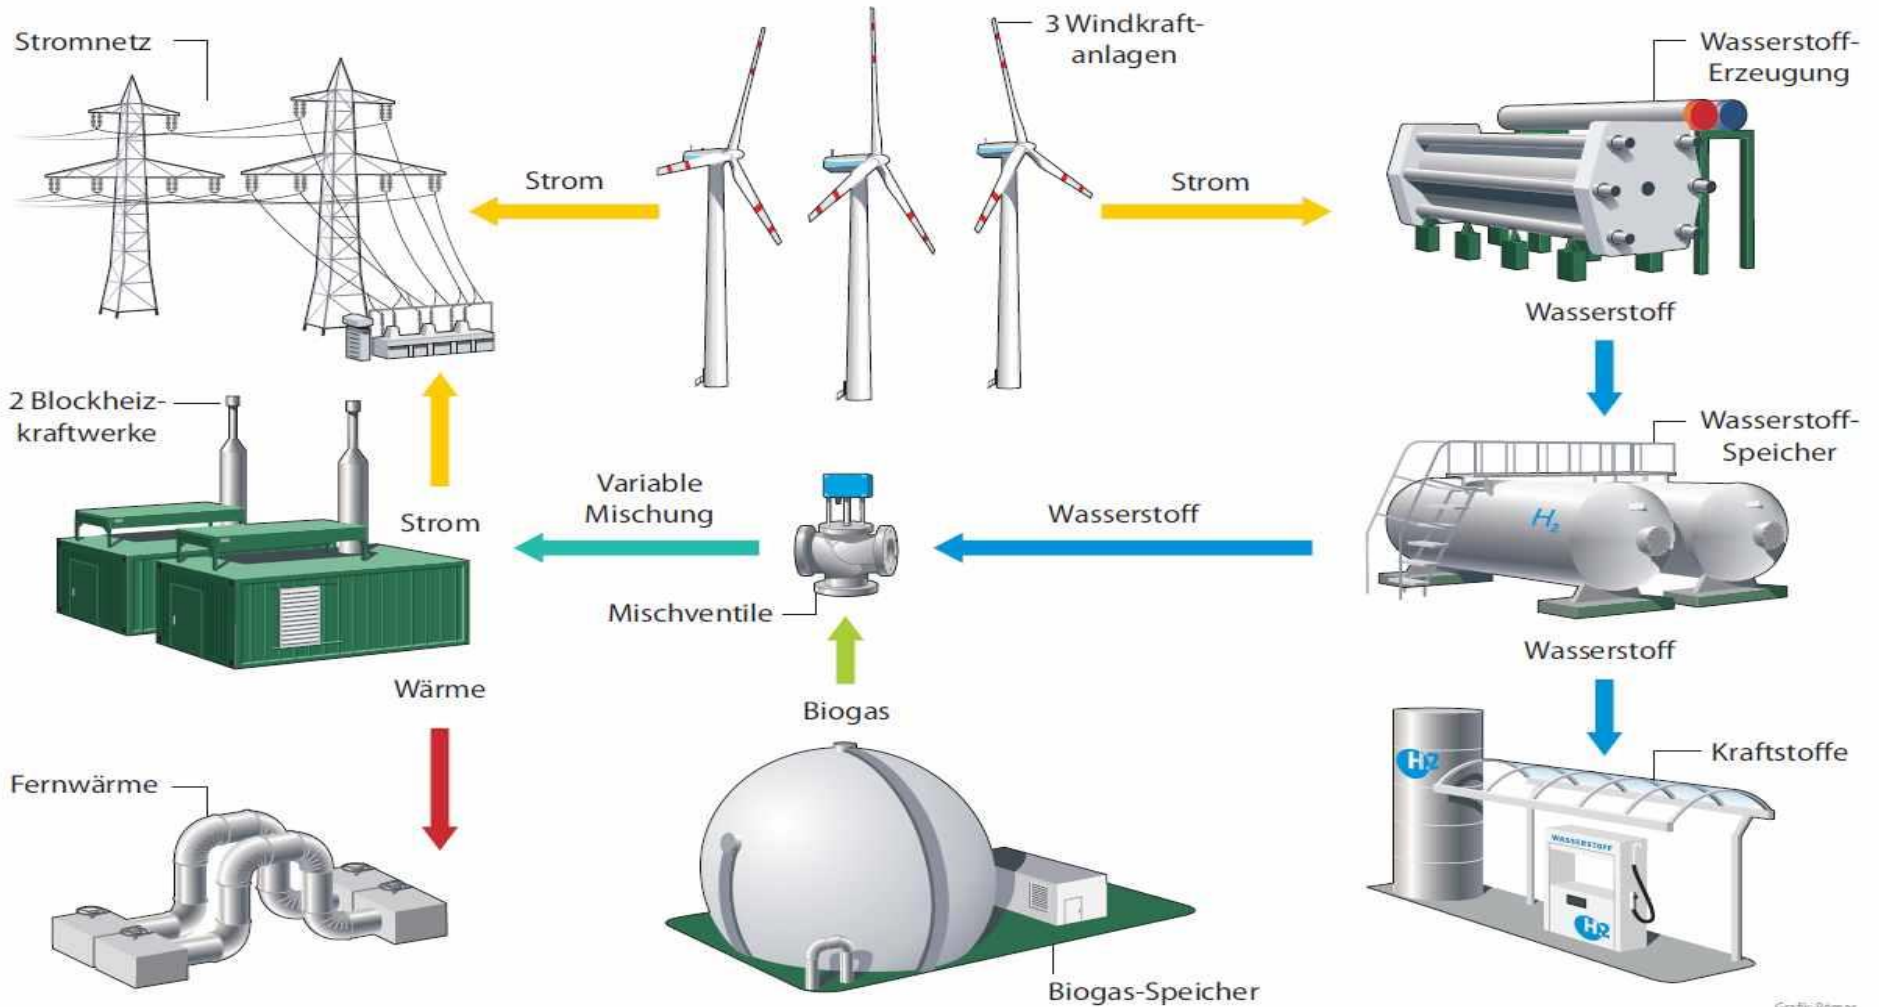 Stromnetz
3 Windkraft-
anlagen
Wasserstoff-
Erzeugung
Strom
Strom
Wasserstoff
2 Blockheiz-
kraftwerke
Wasserstoff-
Speicher
Variable
Mischung
Strom
Wasserstoff
H2
Mischventile
Wasserstoff
Wärme
Biogas
Kraftstoffe
H2
Fernwärme
WASSERSTOFF
H2
Biogas-Speicher